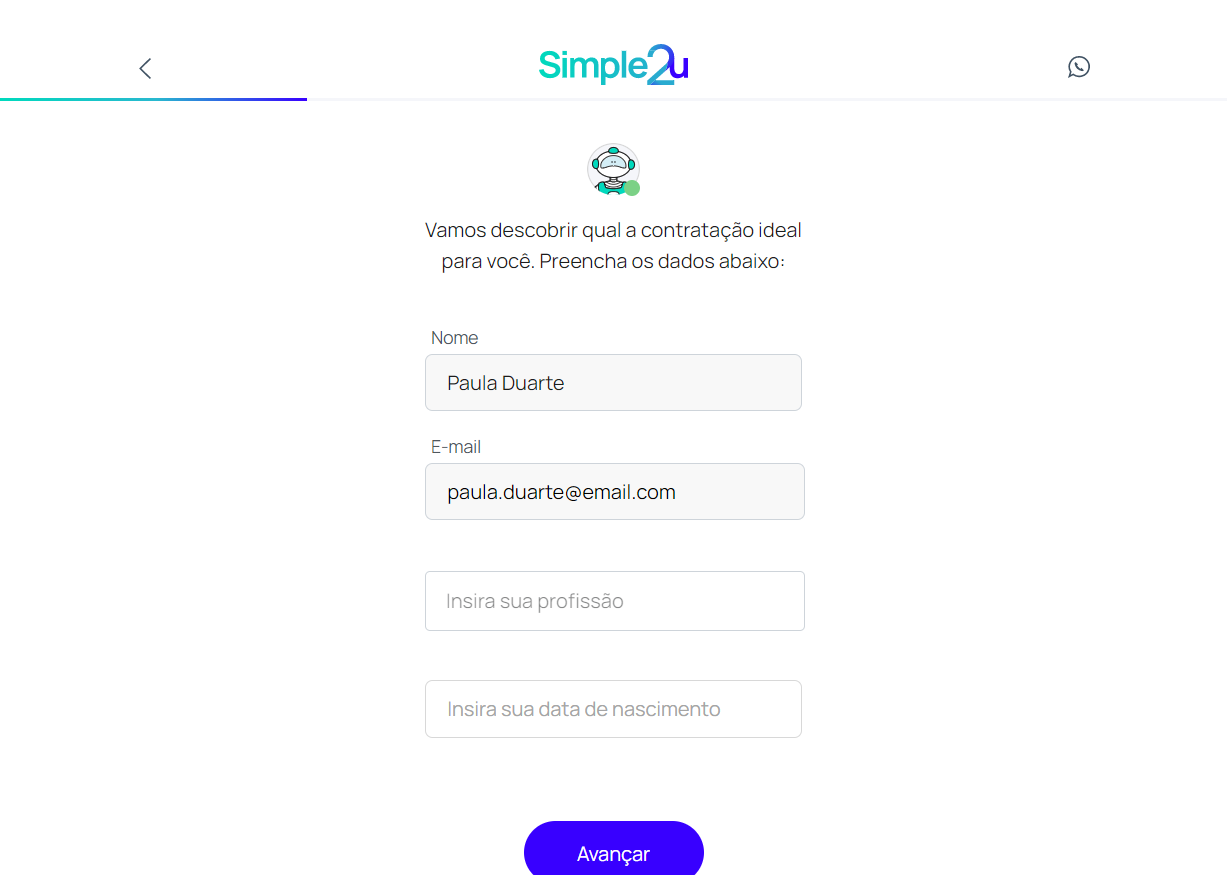 Simple2u
Vamos descobrir qual a contratação ideal
para você. Preencha os dados abaixo:
Nome
Paula Duarte
E-mail
paula.duarte@email.com
Insira sua profissão
Insira sua data de nascimento
Avançar